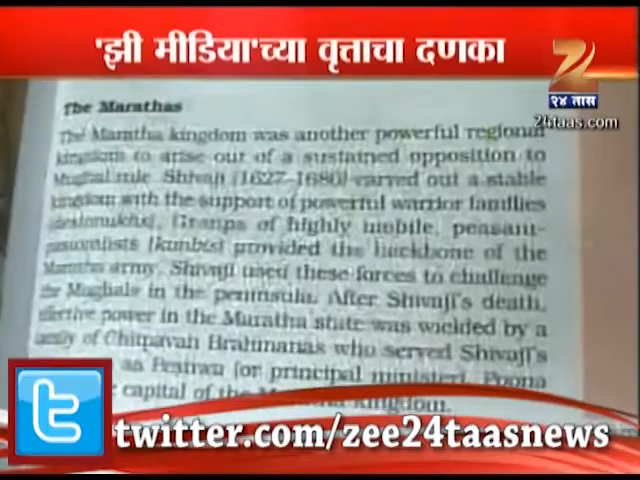 'झी मीडिया'च्या वृत्ताचा दणका
२४ तास
24taas.com
The Marathas
The Maratha kingdom was another powerful regional
kingdom to arise out of a sustained opposition to
Mughal rule. Shivaji (1627-1680) carved out a stable
kingdom with the support of powerful warrior families
(deshmukhs). Groups of highly mobile, peasant-
pastoralists (kunbis) provided the backbone of the
Maratha army. Shivaji used these forces to challenge
the Mughals in the peninsula. After Shivaji's death,
effective power in the Maratha state was wielded by a
family of Chitpavan Brahmanas who served Shivaji's
as Peshwa (or principal minister). Poona
capital of the Maratha kingdom.
twitter.com/zee24taasnews